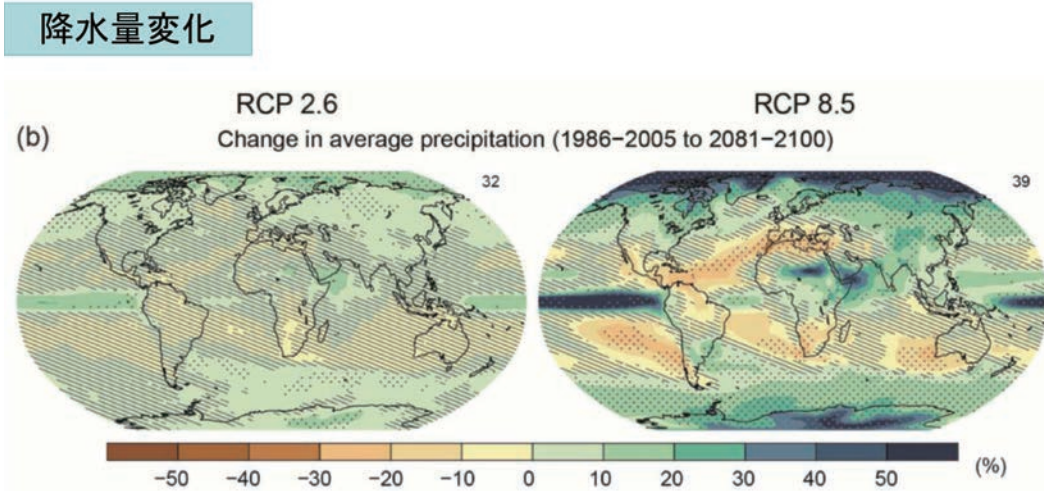 降水量変化
RCP 2.6
RCP 8.5
(b)
Change in average precipitation (1986−2005 to 2081−2100)
32
39
−50 −40 −30 −20 −10 0 10 20 30 40 50
(%)